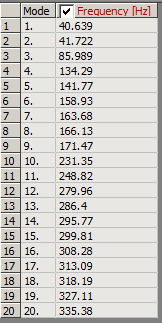 Mode Frequency [Hz]
1 1. 40.639
2 2. 41.722
3 3. 85.989
4 4. 134.29
5 5. 141.77
6 6. 158.93
7 7. 163.68
8 8. 166.13
9 9. 171.47
10 10. 231.35
11 11. 248.82
12 12. 279.96
13 13. 286.4
14 14. 295.77
15 15. 299.81
16 16. 308.28
17 17. 313.09
18 18. 318.19
19 19. 327.11
20 20. 335.38